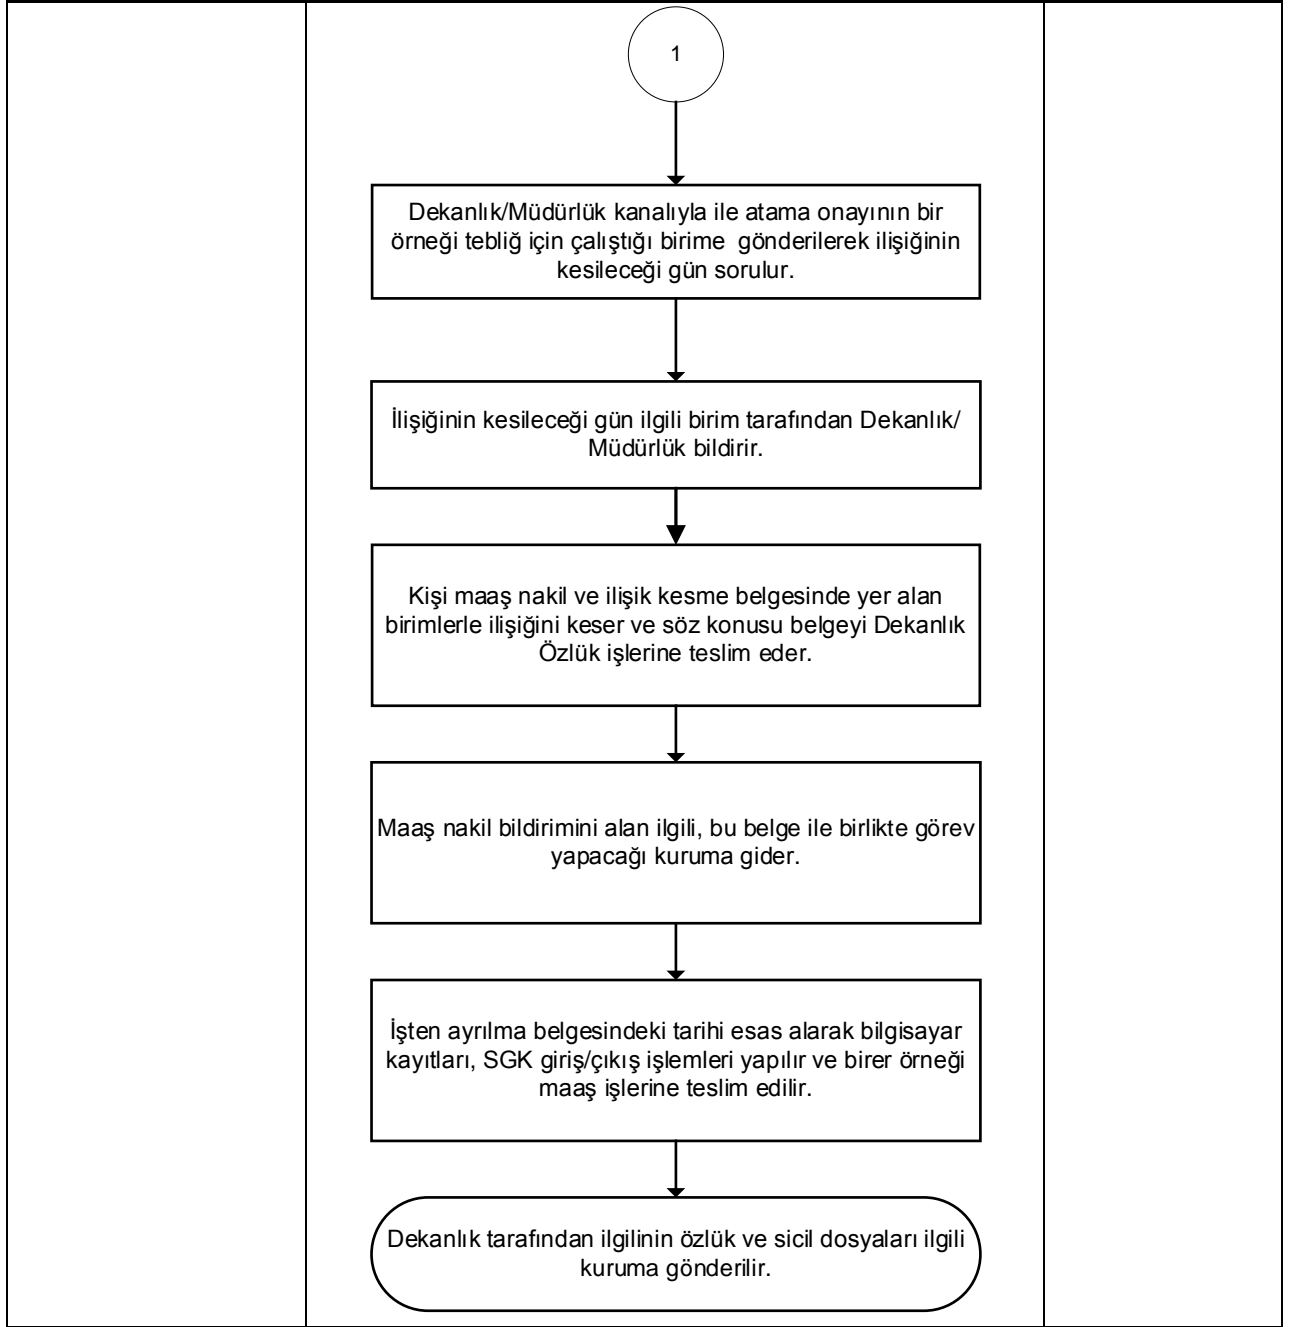 1
Dekanlık/Müdürlük kanalıyla ile atama onayının bir
örneği tebliğ için çalıştığı birime gönderilerek ilişiğinin
kesileceği gün sorulur.
İlişiğinin kesileceği gün ilgili birim tarafından Dekanlık/
Müdürlük bildirir.
Kişi maaş nakil ve ilişik kesme belgesinde yer alan
birimlerle ilişiğini keser ve söz konusu belgeyi Dekanlık
Özlük işlerine teslim eder.
Maaş nakil bildirimini alan ilgili, bu belge ile birlikte görev
yapacağı kuruma gider.
İşten ayrılma belgesindeki tarihi esas alarak bilgisayar
kayıtları, SGK giriş/çıkış işlemleri yapılır ve birer örneği
maaş işlerine teslim edilir.
Dekanlık tarafından ilgilinin özlük ve sicil dosyaları ilgili
kuruma gönderilir.